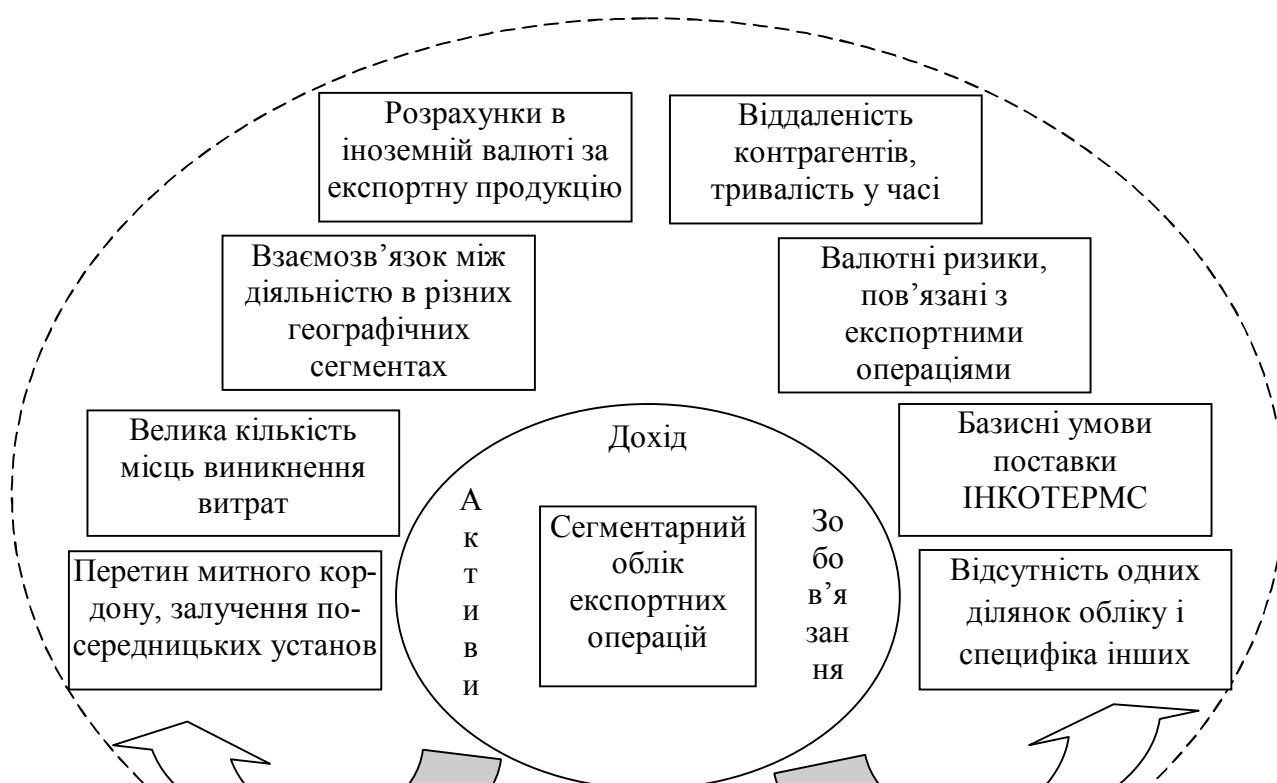 Розрахунки в
іноземній валюті за
експортну продукцію
Віддаленість
контрагентів,
тривалість у часі
Взаємозв’язок між
діяльністю в різних
географічних
сегментах
Валютні ризики,
пов’язані з
експортними
операціями
Велика кількість
місць виникнення
витрат
Дохід
Базисні умови
поставки
ІНКОТЕРМС
А
к
т
и
в
и
Сегментарний
облік
експортних
операцій
Зо
бо
в’я
зан
ня
Перетин митного кор-
дону, залучення по-
середницьких установ
Відсутність одних
ділянок обліку і
специфіка інших